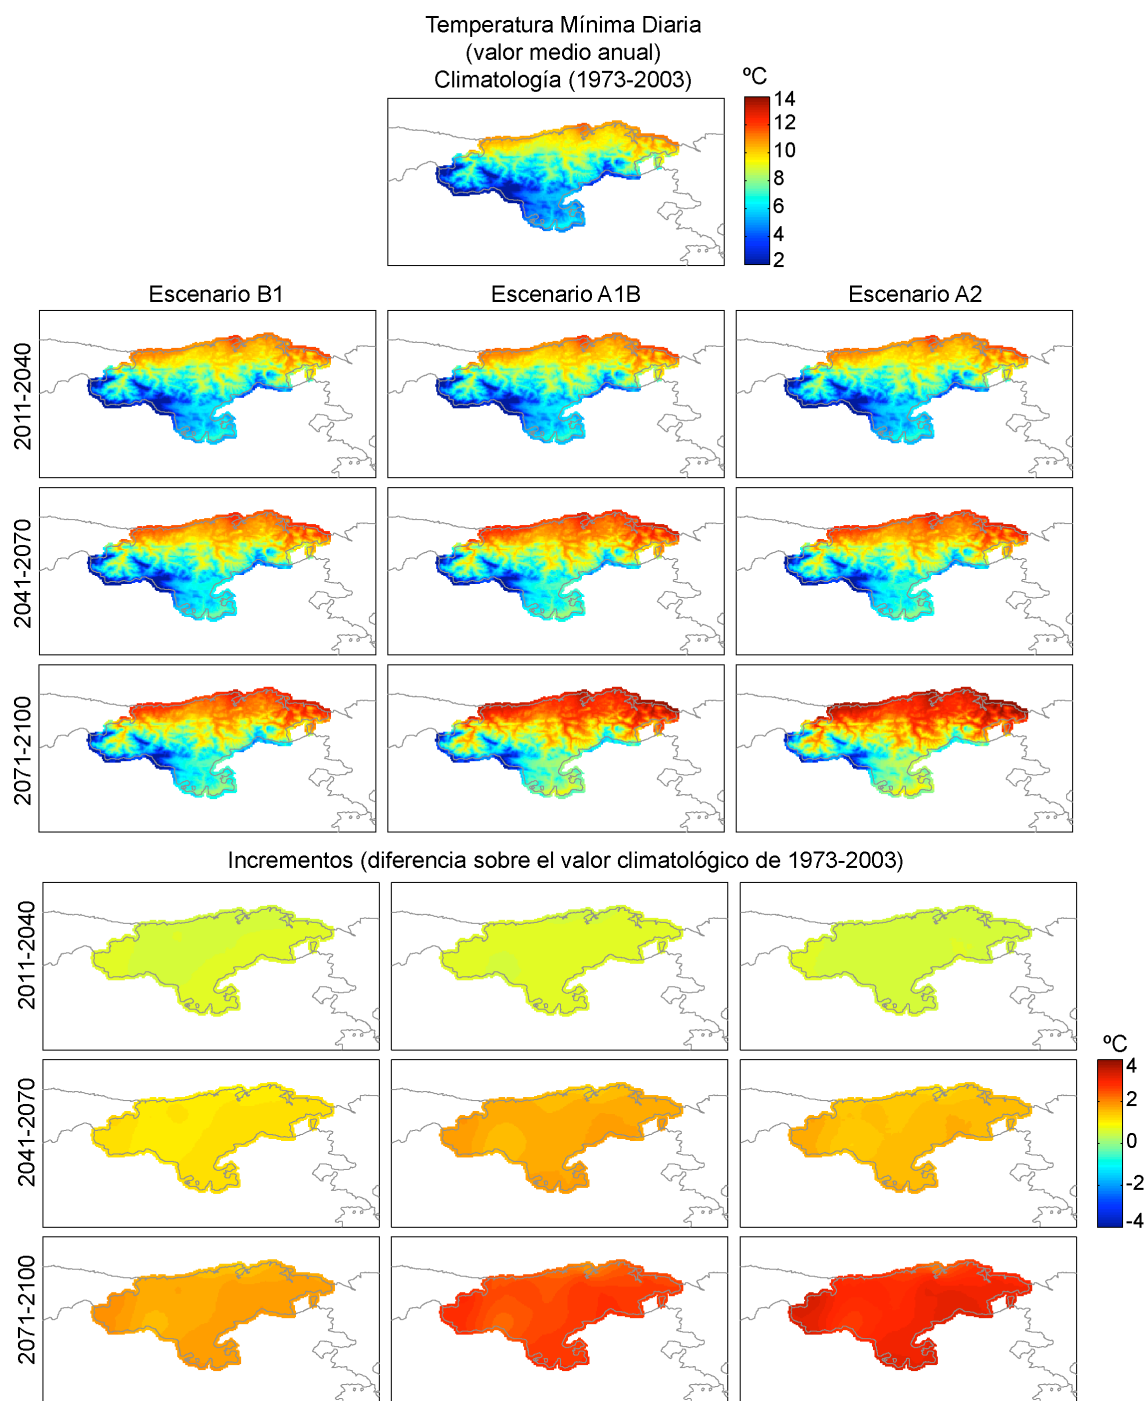 Temperatura Mínima Diaria
(valor medio anual)
Climatología (1973-2003)
ºC
14
12
10
8
6
4
2
Escenario B1
Escenario A1B
Escenario A2
2011-2040
2041-2070
2071-2100
Incrementos (diferencia sobre el valor climatológico de 1973-2003)
2011-2040
2041-2070
2071-2100
ºC
4
2
0
-2
-4